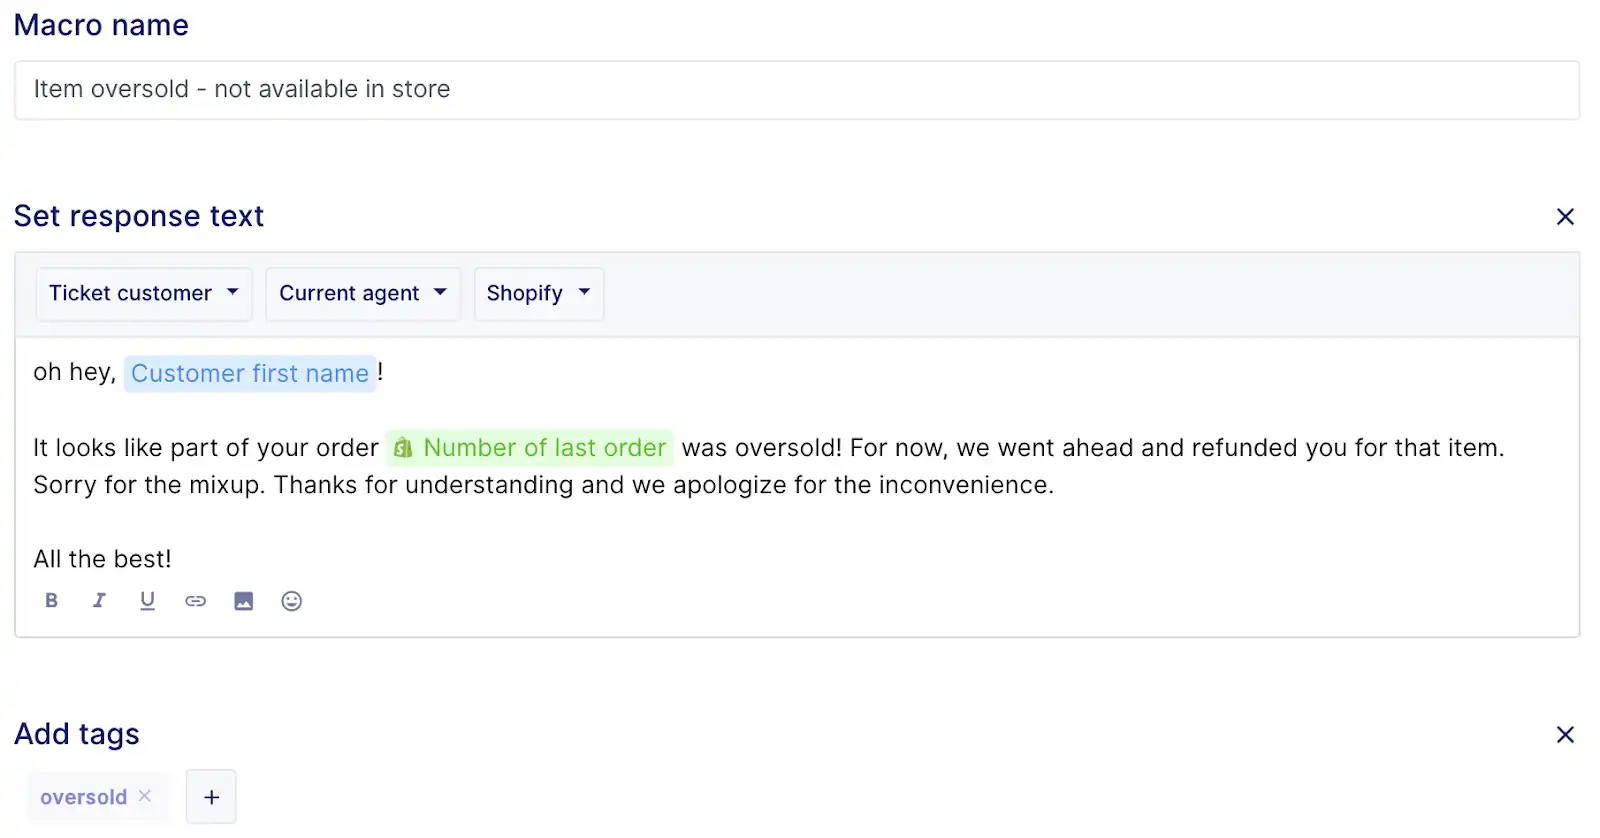 Macro name
Item oversold - not available in store
Set response text
Ticket customer Current agent Shopify
oh hey, Customer first name!
It looks like part of your order Number of last order was oversold! For now, we went ahead and refunded you for that item.
Sorry for the mixup. Thanks for understanding and we apologize for the inconvenience.
All the best!
B I U
Add tags
oversold × +